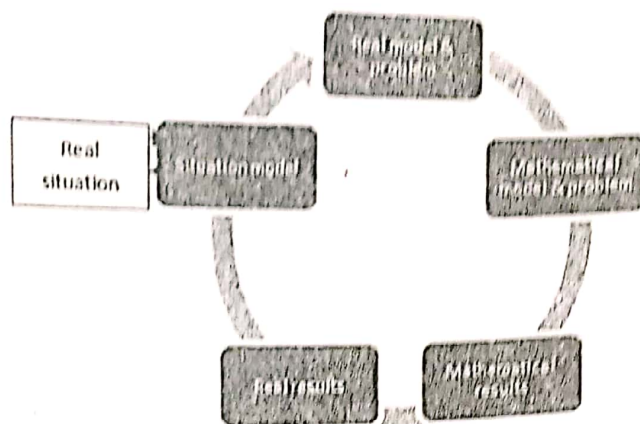 Real model &
problem
Real
situation
Situation model
Mathematical
model & problem
Real results
Mathematical
results